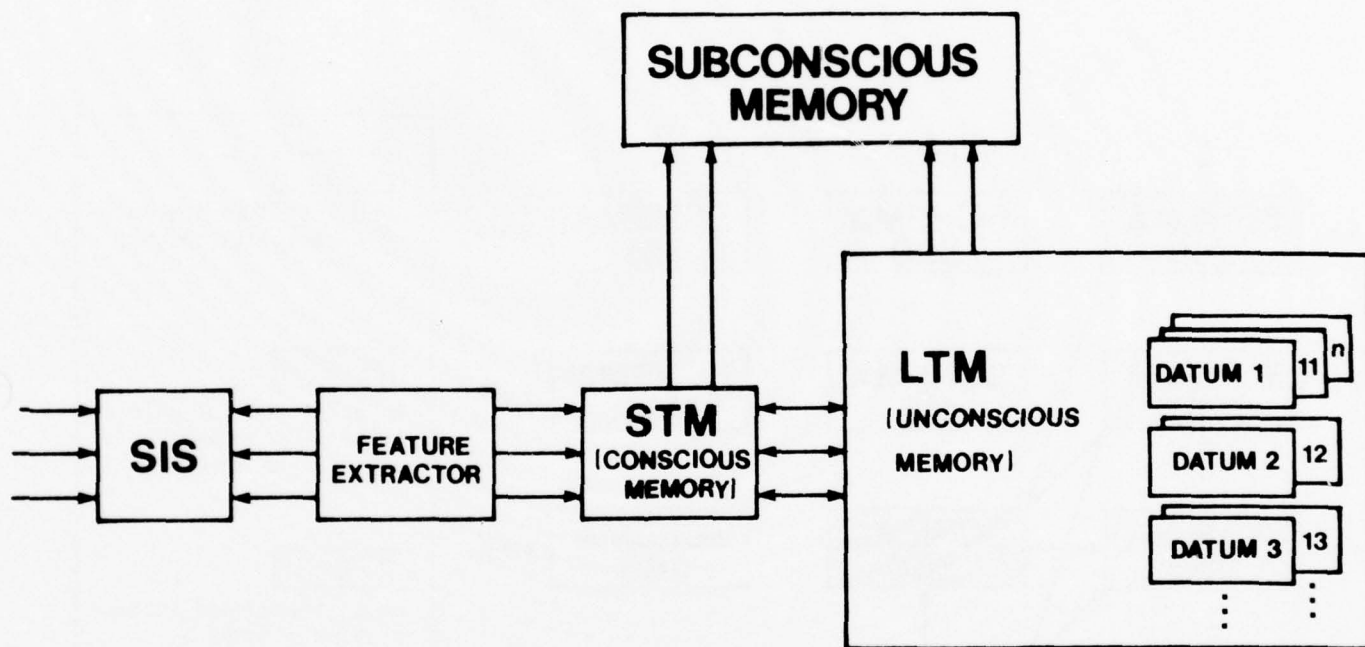 SUBCONSCIOUS
MEMORY
SIS
FEATURE
EXTRACTOR
STM
(CONSCIOUS
MEMORY)
LTM
(UNCONSCIOUS
MEMORY)
DATUM 1
11
n
DATUM 2
12
DATUM 3
13